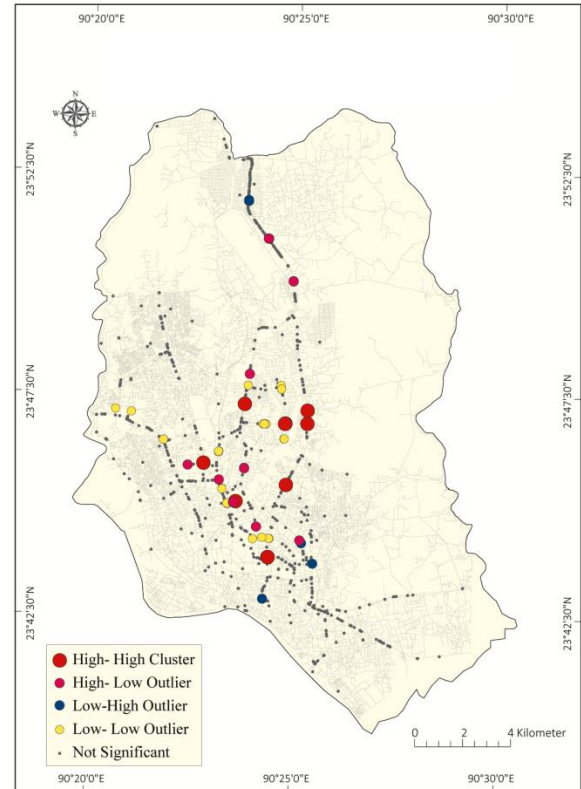 90°20'0"E 90°25'0"E 90°30'0"E
N
W E
S
23°52'30"N 23°52'30"N
23°47'30"N 23°47'30"N
23°42'30"N 23°42'30"N
High- High Cluster
High- Low Outlier
Low-High Outlier
Low- Low Outlier
Not Significant
0 2 4 Kilometer
90°20'0"E 90°25'0"E 90°30'0"E